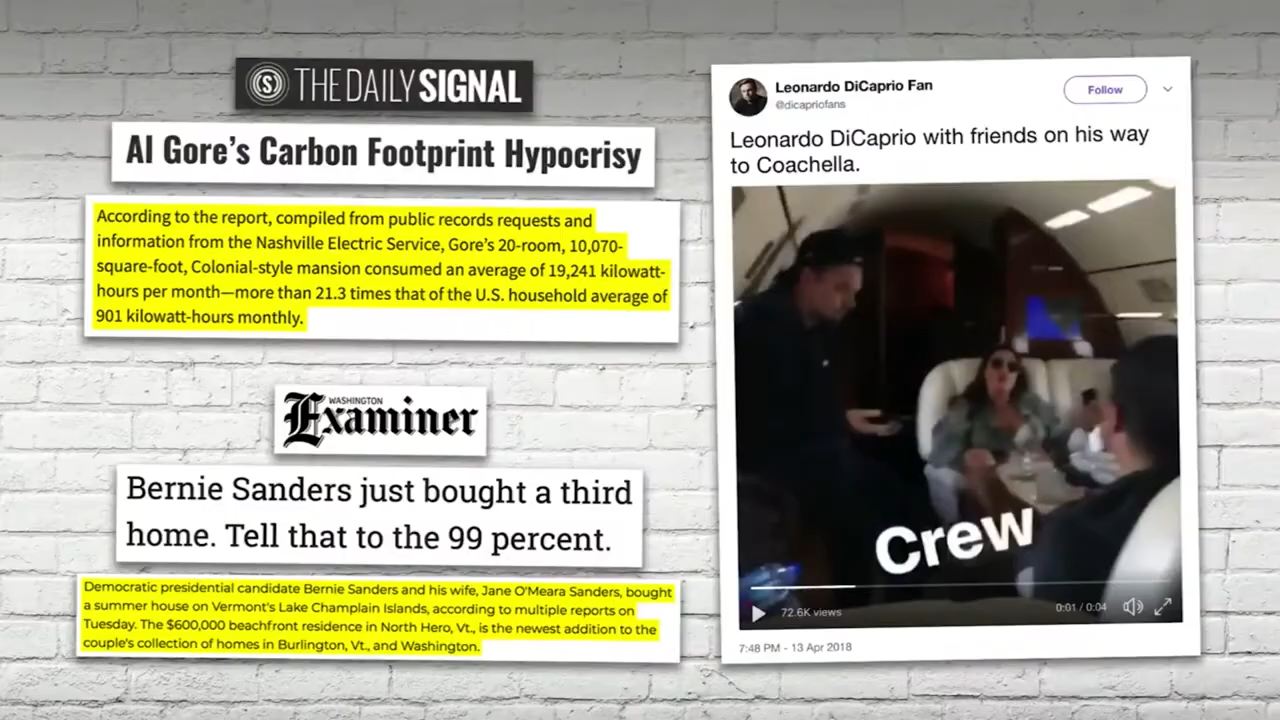 THE DAILY SIGNAL
Al Gore's Carbon Footprint Hypocrisy
According to the report, compiled from public records requests and
information from the Nashville Electric Service, Gore's 20-room, 10,070-
square-foot, Colonial-style mansion consumed an average of 19,241 kilowatt-
hours per month—more than 21.3 times that of the U.S. household average of
901 kilowatt-hours monthly.
WASHINGTON
Examiner
Bernie Sanders just bought a third
home. Tell that to the 99 percent.
Democratic presidential candidate Bernie Sanders and his wife, Jane O'Meara Sanders, bought
a summer house on Vermont's Lake Champlain Islands, according to multiple reports on
Tuesday. The $600,000 beachfront residence in North Hero, Vt., is the newest addition to the
couple's collection of homes in Burlington, Vt., and Washington.
Leonardo DiCaprio Fan
@dicapriofans
Follow
Leonardo DiCaprio with friends on his way
to Coachella.
Crew
72.6K views
0:01 / 0:04
7:48 PM - 13 Apr 2018